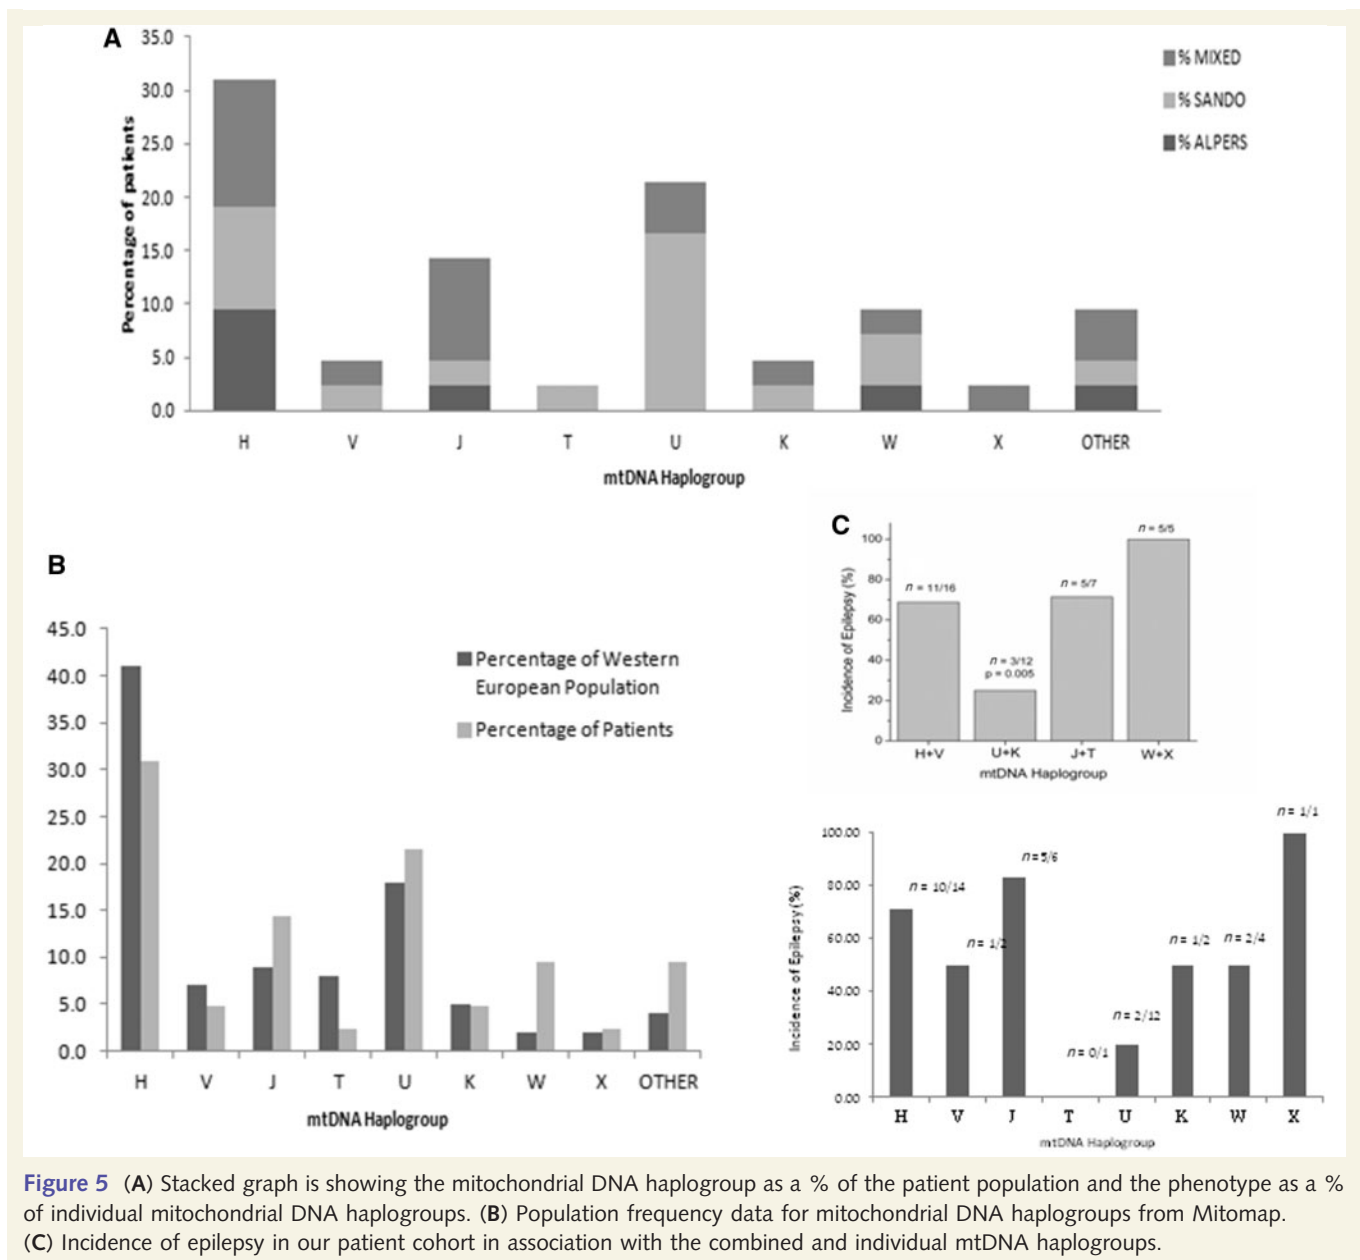 A
35.0
30.0
25.0
20.0
15.0
10.0
5.0
0.0
Percentage of patients
% MIXED
% SANDO
% ALPERS
H V J T U K W X OTHER
mtDNA Haplogroup
B
45.0
40.0
35.0
30.0
25.0
20.0
15.0
10.0
5.0
0.0
Percentage of Western
European Population
Percentage of Patients
H V J T U K W X OTHER
mtDNA Haplogroup
C
100
80
60
40
20
0
Incidence of Epilepsy (%)
n = 11/16
n = 3/12
p = 0.005
n = 5/7
n = 5/5
H+V U+K J+T W+X
mtDNA Haplogroup
100.00
80.00
60.00
40.00
20.00
0.00
Incidence of Epilepsy (%)
n = 10/14
n = 1/2
n = 5/6
n = 0/1
n = 2/12
n = 1/2
n = 2/4
n = 1/1
H V J T U K W X
mtDNA Haplogroup
Figure 5 (A) Stacked graph is showing the mitochondrial DNA haplogroup as a % of the patient population and the phenotype as a %
of individual mitochondrial DNA haplogroups. (B) Population frequency data for mitochondrial DNA haplogroups from Mitomap.
(C) Incidence of epilepsy in our patient cohort in association with the combined and individual mtDNA haplogroups.